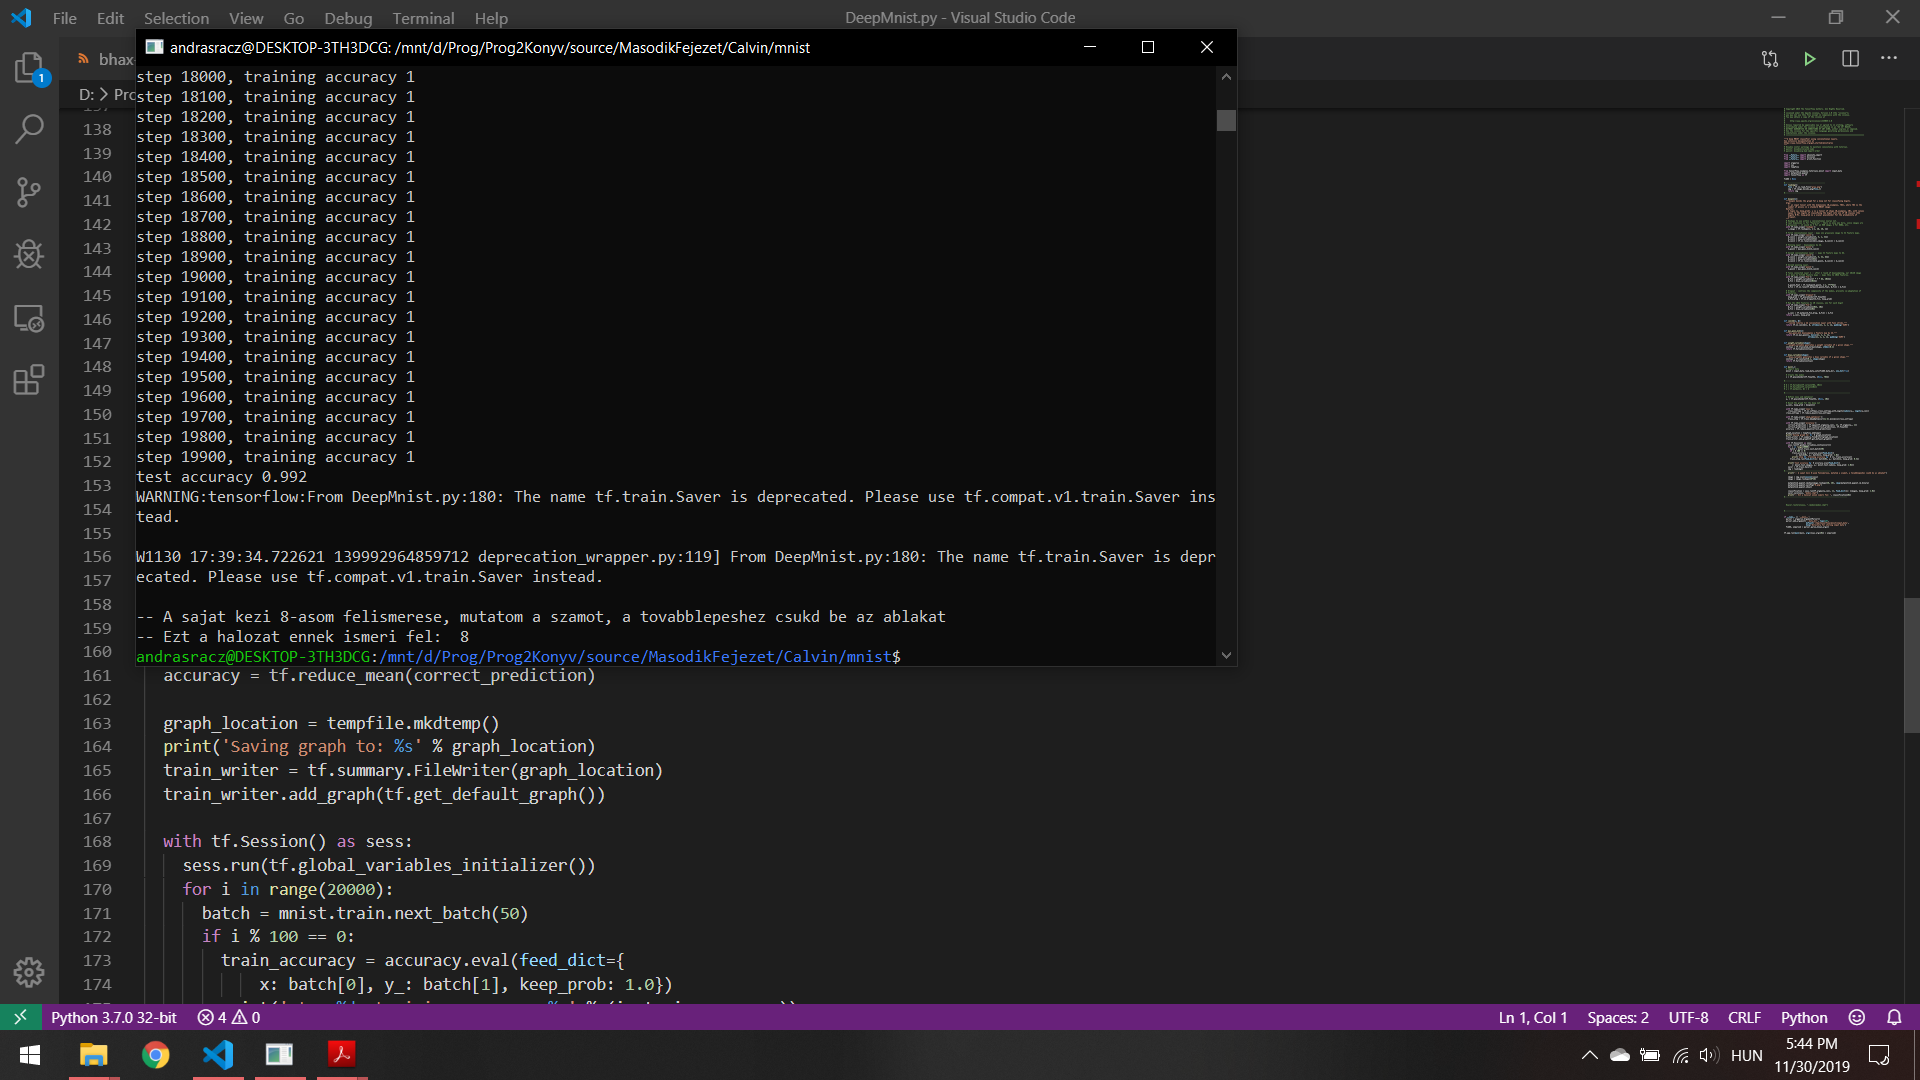 File Edit Selection View Go Debug Terminal Help
DeepMnist.py - Visual Studio Code
andrasracz@DESKTOP-3TH3DCG: /mnt/d/Prog/Prog2Konyv/source/MasodikFejezet/Calvin/mnist
bhax
D: > Pro
step 18000, training accuracy 1
step 18100, training accuracy 1
step 18200, training accuracy 1
step 18300, training accuracy 1
step 18400, training accuracy 1
step 18500, training accuracy 1
step 18600, training accuracy 1
step 18700, training accuracy 1
step 18800, training accuracy 1
step 18900, training accuracy 1
step 19000, training accuracy 1
step 19100, training accuracy 1
step 19200, training accuracy 1
step 19300, training accuracy 1
step 19400, training accuracy 1
step 19500, training accuracy 1
step 19600, training accuracy 1
step 19700, training accuracy 1
step 19800, training accuracy 1
step 19900, training accuracy 1
test accuracy 0.992
WARNING:tensorflow:From DeepMnist.py:180: The name tf.train.Saver is deprecated. Please use tf.compat.v1.train.Saver ins
tead.
W1130 17:39:34.722621 139992964859712 deprecation_wrapper.py:119] From DeepMnist.py:180: The name tf.train.Saver is depr
ecated. Please use tf.compat.v1.train.Saver instead.
-- A sajat kezi 8-asom felismerese, mutatom a szamot, a tovabblepeshez csukd be az ablakat
-- Ezt a halozat ennek ismeri fel:  8
andrasracz@DESKTOP-3TH3DCG:/mnt/d/Prog/Prog2Konyv/source/MasodikFejezet/Calvin/mnist$
138
139
140
141
142
143
144
145
146
147
148
149
150
151
152
153
154
155
156
157
158
159
160
161 accuracy = tf.reduce_mean(correct_prediction)
162
163 graph_location = tempfile.mkdtemp()
164 print('Saving graph to: %s' % graph_location)
165 train_writer = tf.summary.FileWriter(graph_location)
166 train_writer.add_graph(tf.get_default_graph())
167
168 with tf.Session() as sess:
169 sess.run(tf.global_variables_initializer())
170 for i in range(20000):
171 batch = mnist.train.next_batch(50)
172 if i % 100 == 0:
173 train_accuracy = accuracy.eval(feed_dict={
174 x: batch[0], y_: batch[1], keep_prob: 1.0})
1
Python 3.7.0 32-bit 4 0
Ln 1, Col 1 Spaces: 2 UTF-8 CRLF Python
HUN
5:44 PM
11/30/2019